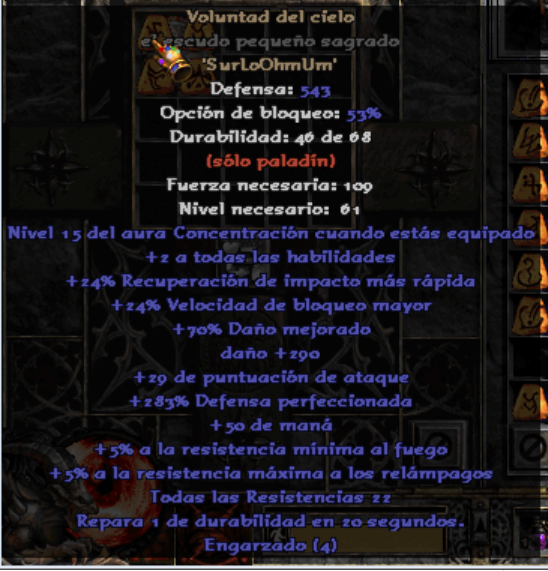 Voluntad del cielo
el escudo pequeño sagrado
'SurLoOhmUm'
Defensa: 543
Opción de bloqueo: 53%
Durabilidad: 46 de 68
(sólo paladín)
Fuerza necesaria: 109
Nivel necesario: 61
Nivel 15 del aura Concentración cuando estás equipado
+2 a todas las habilidades
+24% Recuperación de impacto más rápida
+24% Velocidad de bloqueo mayor
+70% Daño mejorado
daño +290
+29 de puntuación de ataque
+283% Defensa perfeccionada
+50 de maná
+5% a la resistencia mínima al fuego
+5% a la resistencia máxima a los relámpagos
Todas las Resistencias 22
Repara 1 de durabilidad en 20 segundos.
Engarzado (4)